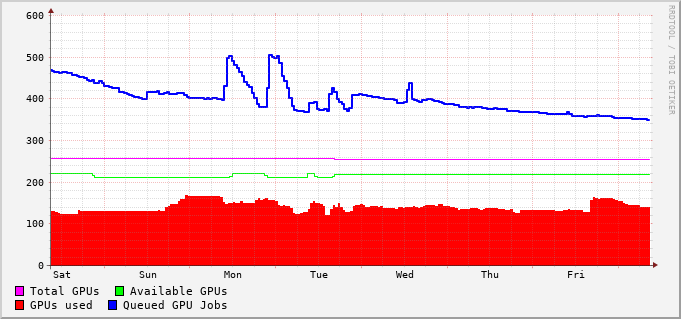 600
500
400
300
200
100
0
Sat Sun Mon Tue Wed Thu Fri
Total GPUs Available GPUs
GPUs used Queued GPU Jobs
RRDTOOL / TOBI OETIKER